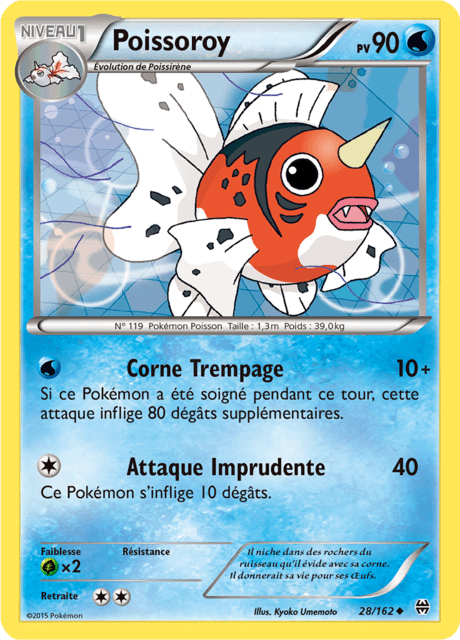 NIVEAU1
Poissoroy
PV 90
Évolution de Poissirène
Nº 119 Pokémon Poisson Taille : 1,3m Poids : 39,0kg
Corne Trempage 10+
Si ce Pokémon a été soigné pendant ce tour, cette
attaque inflige 80 dégâts supplémentaires.
Attaque Imprudente 40
Ce Pokémon s'inflige 10 dégâts.
Faiblesse Résistance
×2
Retraite
Il niche dans des rochers du
ruisseau qu'il évide avec sa corne.
Il donnerait sa vie pour ses Œufs.
©2015 Pokémon
Illus. Kyoko Umemoto
28/162